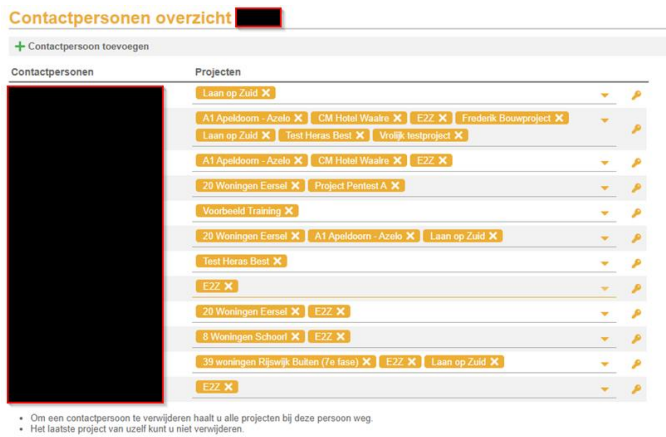 Contactpersonen overzicht
+ Contactpersoon toevoegen
Contactpersonen Projecten
Laan op Zuid X
A1 Apeldoorn - Azelo X CM Hotel Waalre X E2Z X Frederik Bouwproject X
Laan op Zuid X Test Heras Best X Vrolijk testproject X
A1 Apeldoorn - Azelo X CM Hotel Waalre X E2Z X
20 Woningen Eersel X Project Pentest A X
Voorbeeld Training X
20 Woningen Eersel X A1 Apeldoorn - Azelo X Laan op Zuid X
Test Heras Best X
E2Z X
20 Woningen Eersel X E2Z X
8 Woningen Schoorl X E2Z X
39 woningen Rijswijk Buiten (7e fase) X E2Z X Laan op Zuid X
E2Z X
• Om een contactpersoon te verwijderen haalt u alle projecten bij deze persoon weg.
• Het laatste project van uzelf kunt u niet verwijderen.